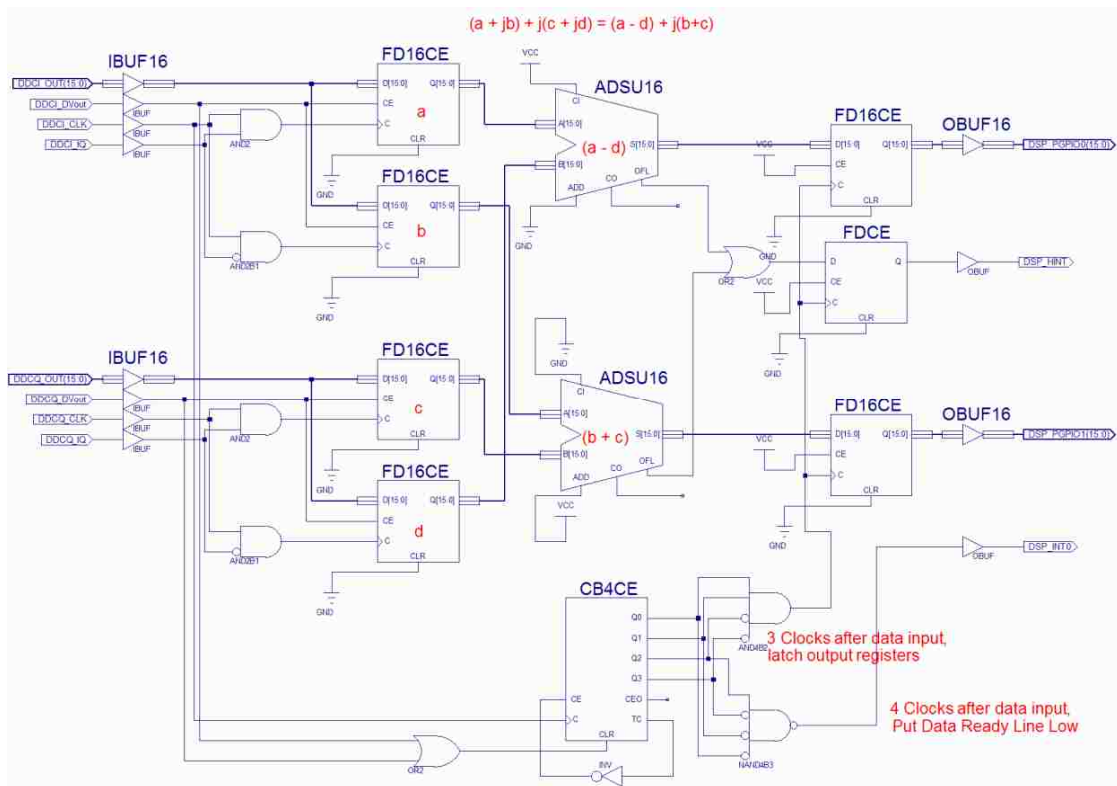 (a + jb) + j(c + jd) = (a - d) + j(b+c)
IBUF16
FD16CE
VCC
ADSU16
DDCI_OUT(15:0)
D[15:0]
Q[15:0]
CI
DDCI_DVout
CE
a
DDCI_CLK
IBUF
C
A[15:0]
DDCI_IQ
IBUF
AND2
CLR
IBUF
(a - d)
S[15:0]
B[15:0]
GND
FD16CE
ADD
CO
OFL
D[15:0]
Q[15:0]
GND
CE
b
C
AND2B1
CLR
GND
FD16CE
OBUF16
VCC
D[15:0]
Q[15:0]
DSP_PGPIO0(15:0)
CE
C
CLR
GND
FDCE
OR2
D
Q
OBUF
DSP_HINT
VCC
CE
C
CLR
GND
IBUF16
FD16CE
GND
ADSU16
DDCQ_OUT(15:0)
D[15:0]
Q[15:0]
CI
DDCQ_DVout
CE
c
DDCQ_CLK
IBUF
C
A[15:0]
DDCQ_IQ
IBUF
AND2
CLR
IBUF
(b + c)
S[15:0]
B[15:0]
GND
FD16CE
ADD
CO
OFL
D[15:0]
Q[15:0]
VCC
CE
d
C
AND2B1
CLR
GND
FD16CE
OBUF16
VCC
D[15:0]
Q[15:0]
DSP_PGPIO1(15:0)
CE
C
CLR
GND
OBUF
DSP_INT0
CB4CE
Q0
Q1
Q2
Q3
CE
CEO
C
TC
CLR
OR2
INV
AND4B2
3 Clocks after data input,
latch output registers
NAND4B3
4 Clocks after data input,
Put Data Ready Line Low